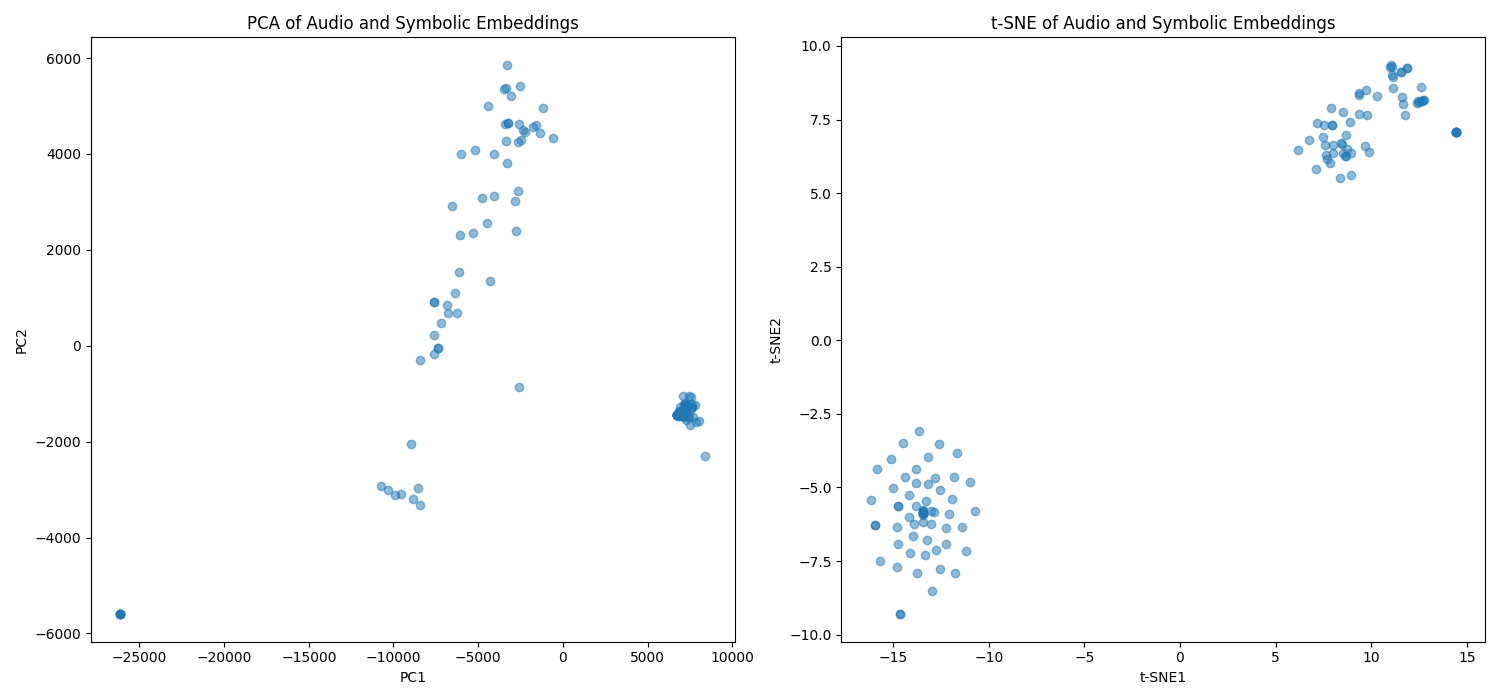 PCA of Audio and Symbolic Embeddings
6000
4000
2000
0
−2000
−4000
−6000
PC2
−25000 −20000 −15000 −10000 −5000 0 5000 10000
PC1
t-SNE of Audio and Symbolic Embeddings
10.0
7.5
5.0
2.5
0.0
−2.5
−5.0
−7.5
−10.0
t-SNE2
−15 −10 −5 0 5 10 15
t-SNE1